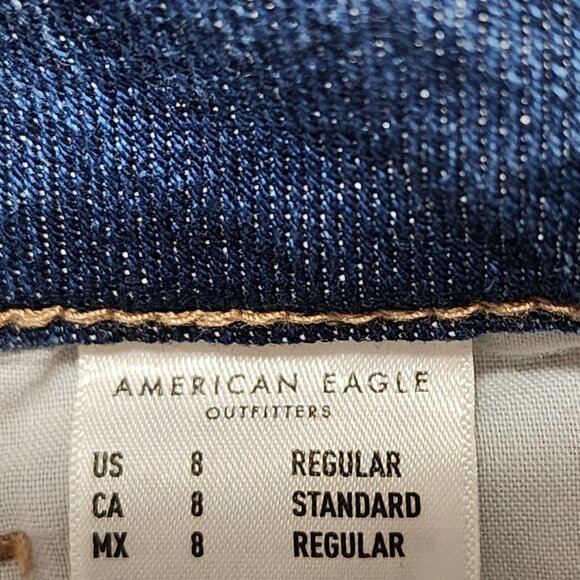 AMERICAN EAGLE
OUTFITTERS
US 8 REGULAR
CA 8 STANDARD
MX 8 REGULAR